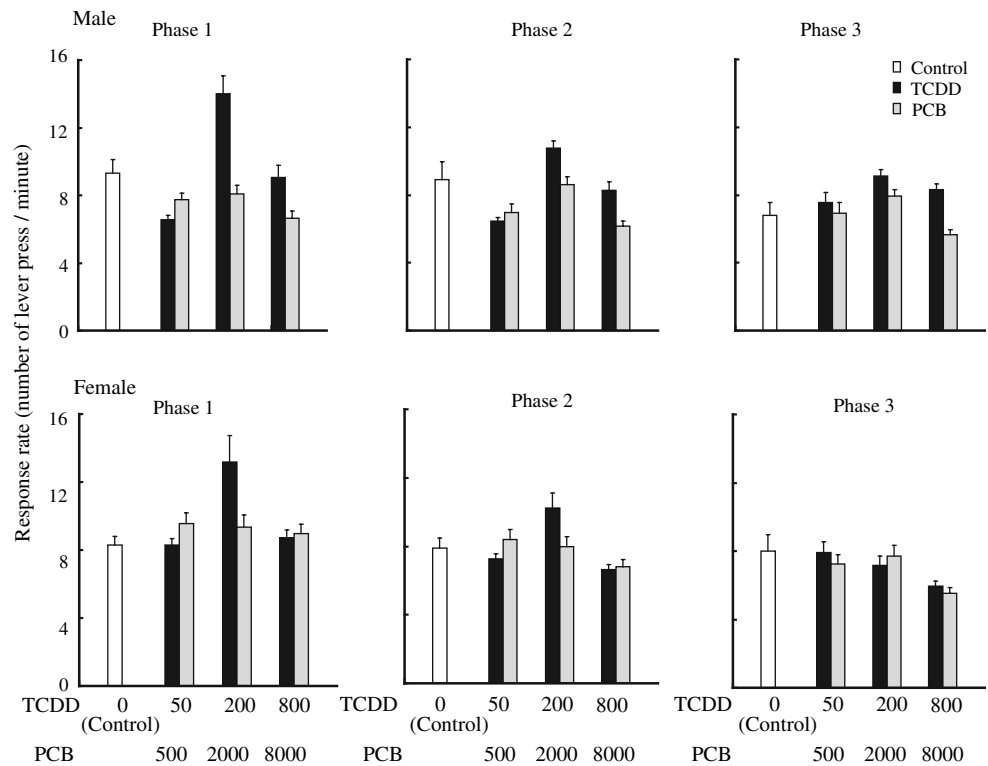 Male
Phase 1
Phase 2
Phase 3
Control
TCDD
PCB
16
12
8
4
0
Response rate (number of lever press / minute)
Female
Phase 1
Phase 2
Phase 3
16
12
8
4
0
TCDD 0 50 200 800 TCDD 0 50 200 800 TCDD 0 50 200 800
(Control) (Control) (Control)
PCB 500 2000 8000 PCB 500 2000 8000 PCB 500 2000 8000